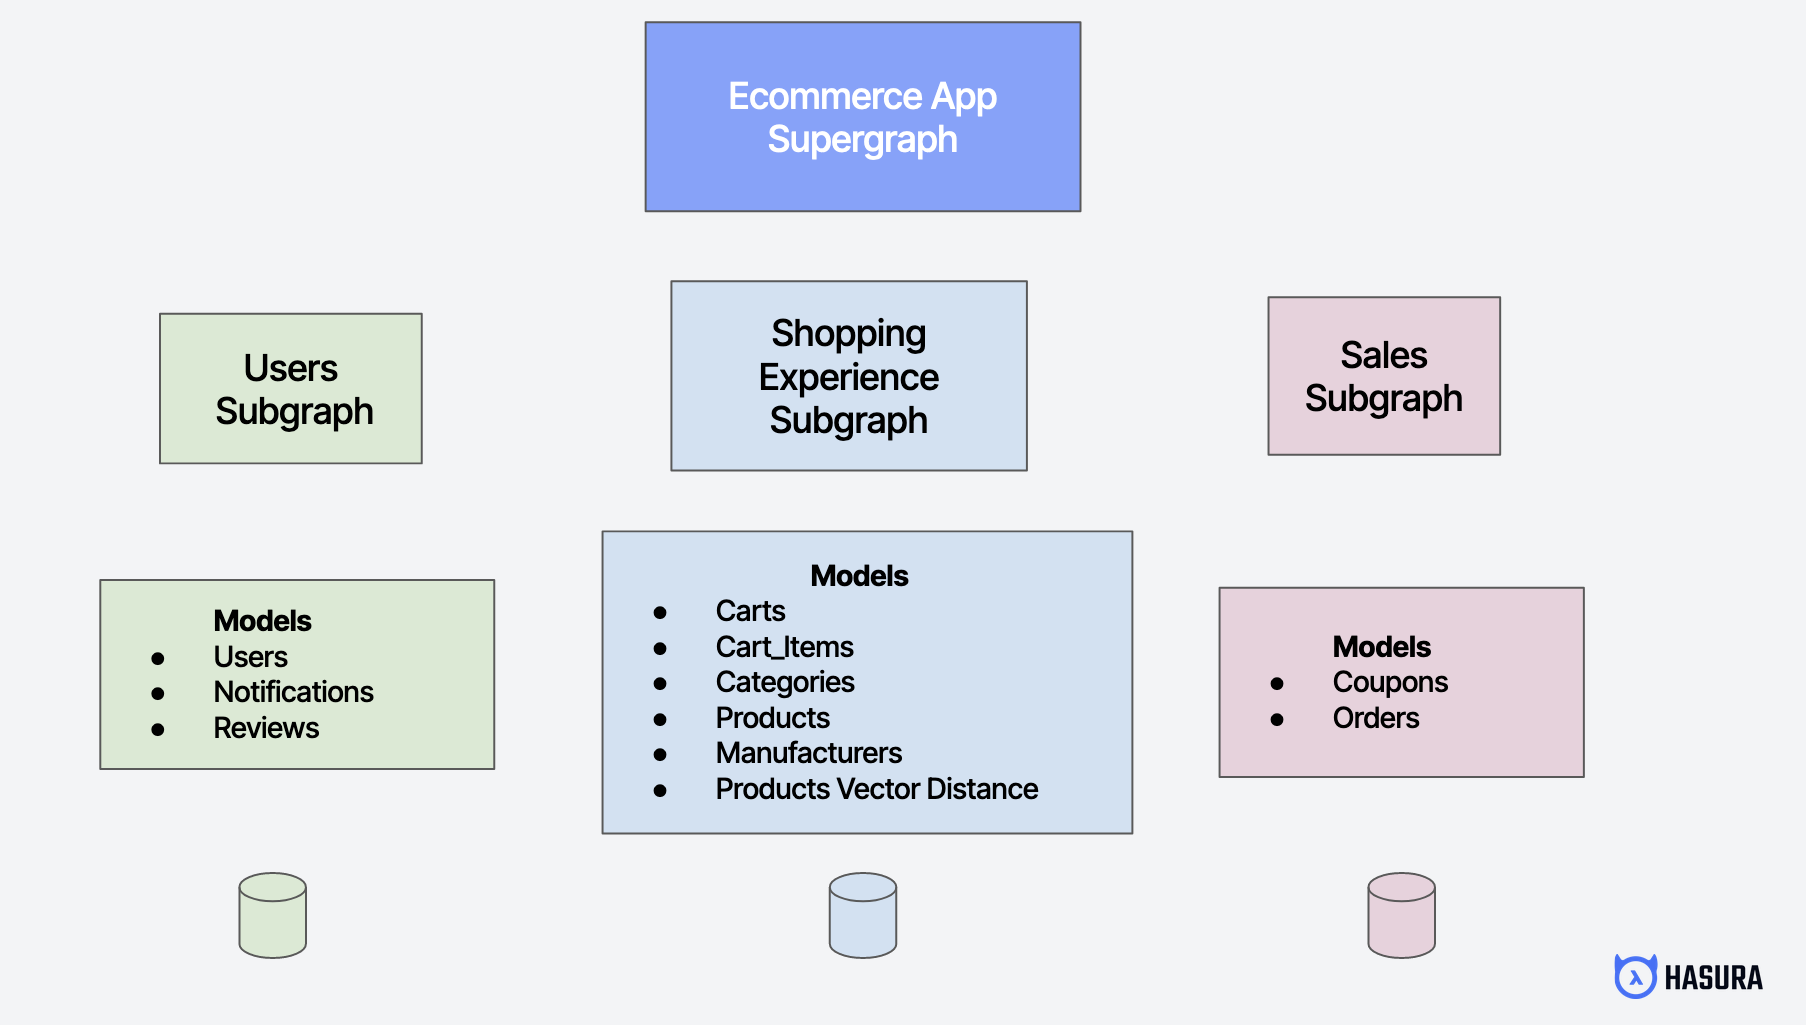 Ecommerce App
Supergraph
Users
Subgraph
Shopping
Experience
Subgraph
Sales
Subgraph
Models
● Users
● Notifications
● Reviews
Models
● Carts
● Cart_Items
● Categories
● Products
● Manufacturers
● Products Vector Distance
Models
● Coupons
● Orders
HASURA